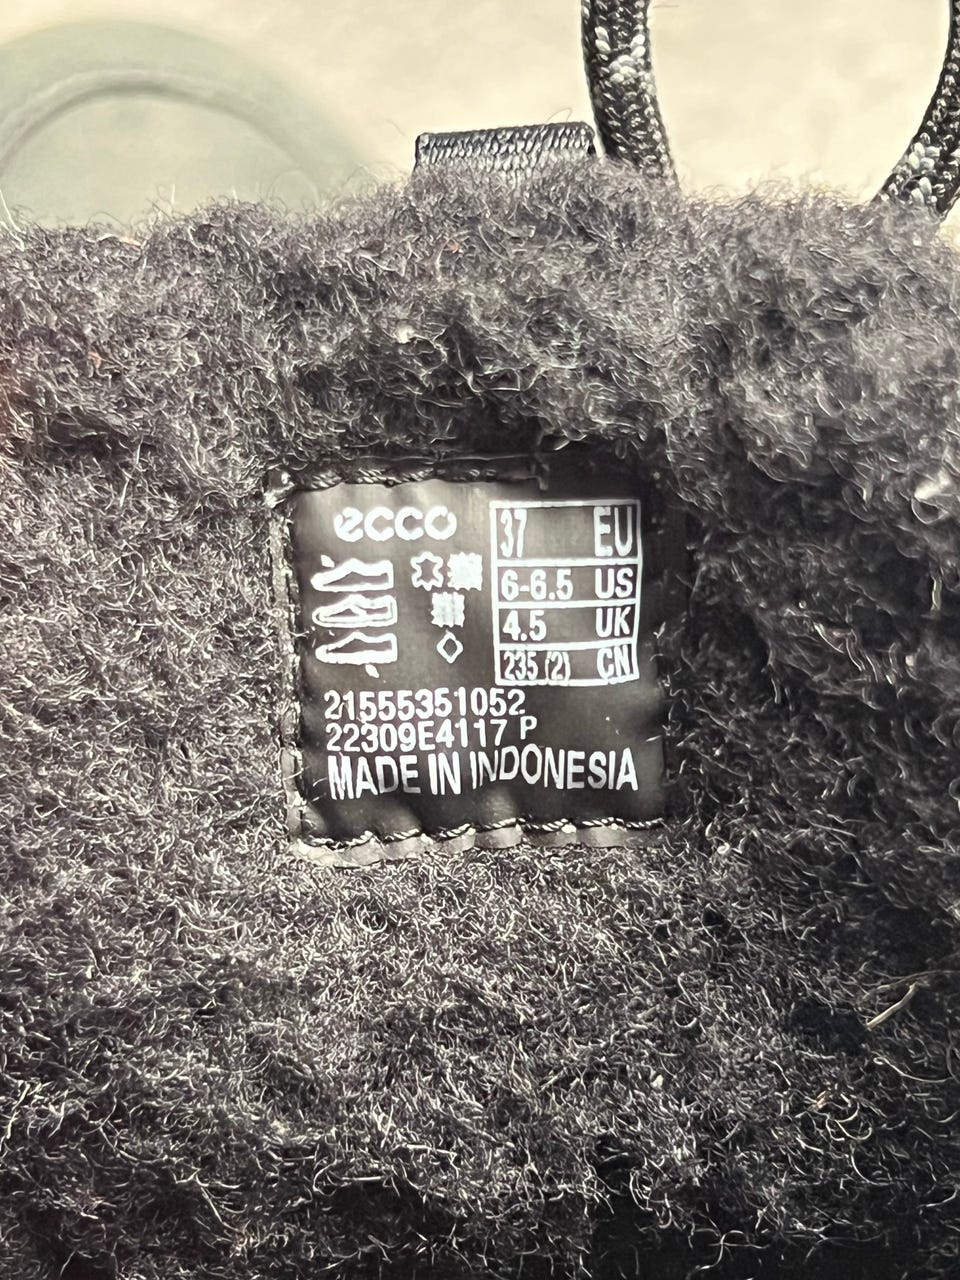 ecco
37 EU
6-6.5 US
4.5 UK
235 (2) CN
21555351052
22309E4117 P
MADE IN INDONESIA